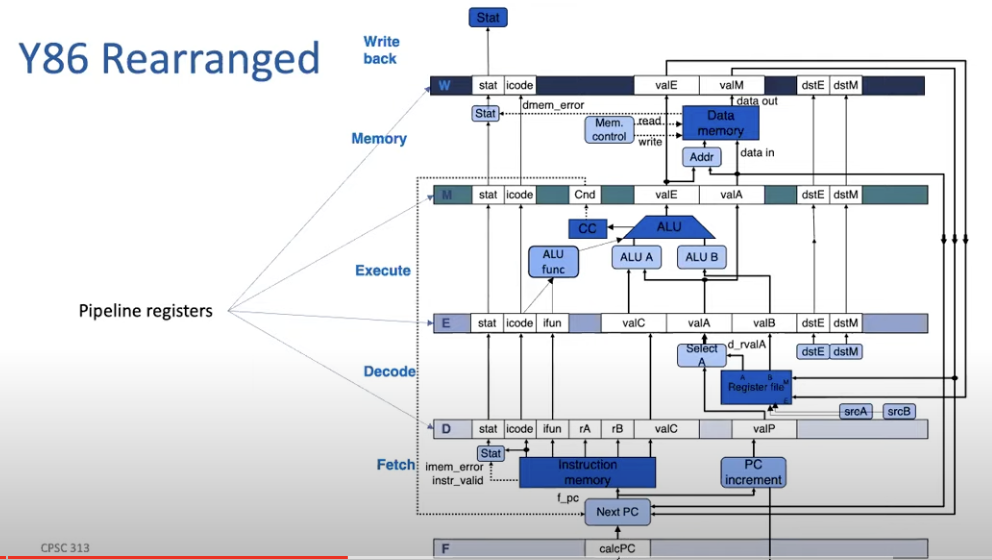 Stat
Y86 Rearranged
Write
back
W stat icode valE valM dstE dstM
Stat dmem_error data out
Mem.
control
read
write
Data
memory
Memory
Addr data in
M stat icode Cnd valE valA dstE dstM
CC ALU
ALU
func
ALU A ALU B
Execute
Pipeline registers
E stat icode ifun valC valA valB dstE dstM
Select
A
d_rvalA
dstE dstM
Decode
A B M
Register file
E
srcA srcB
D stat icode ifun rA rB valC valP
Fetch
Stat
imem_error
instr_valid
Instruction
memory
PC
increment
f_pc
Next PC
CPSC 313
F calcPC